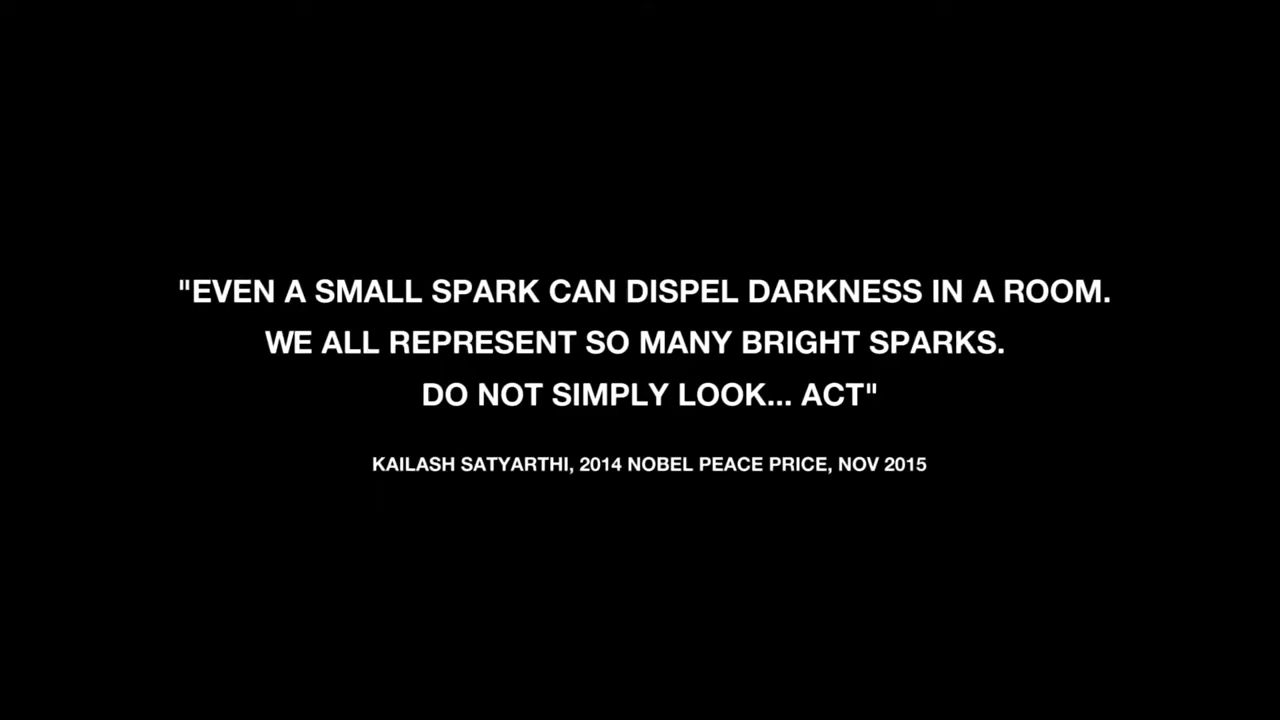 "EVEN A SMALL SPARK CAN DISPEL DARKNESS IN A ROOM.
WE ALL REPRESENT SO MANY BRIGHT SPARKS.
DO NOT SIMPLY LOOK... ACT"
KAILASH SATYARTHI, 2014 NOBEL PEACE PRICE, NOV 2015